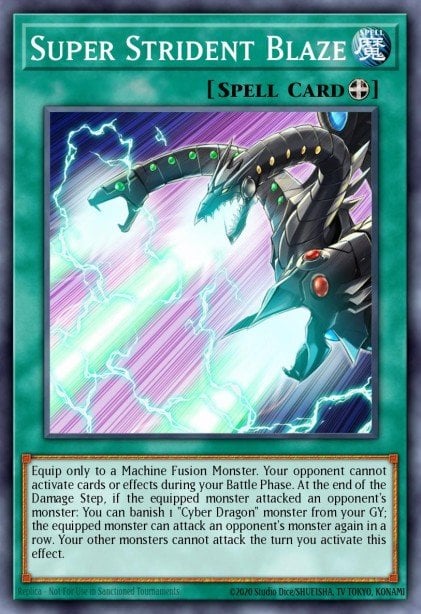 SUPER STRIDENT BLAZE
SPELL
魔
[SPELL CARD]
Equip only to a Machine Fusion Monster. Your opponent cannot
activate cards or effects during your Battle Phase. At the end of the
Damage Step, if the equipped monster attacked an opponent's
monster: You can banish 1 "Cyber Dragon" monster from your GY;
the equipped monster can attack an opponent's monster again in a
row. Your other monsters cannot attack the turn you activate this
effect.
Replica - Not For Use in Sanctioned Tournaments
©2020 Studio Dice/SHUEISHA, TV TOKYO, KONAMI